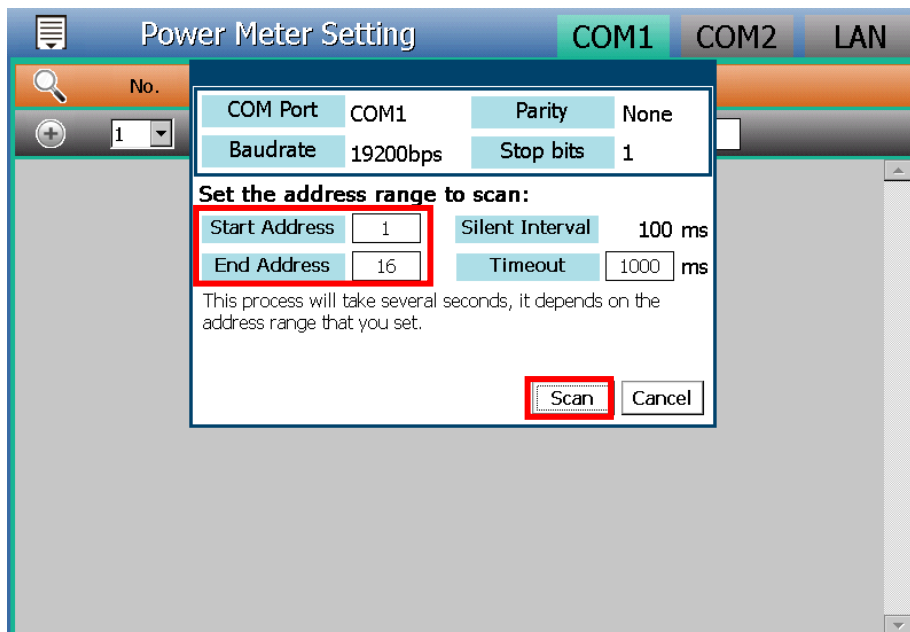 Power Meter Setting COM1 COM2 LAN
No.
1
COM Port COM1 Parity None
Baudrate 19200bps Stop bits 1
Set the address range to scan:
Start Address 1 Silent Interval 100 ms
End Address 16 Timeout 1000 ms
This process will take several seconds, it depends on the
address range that you set.
Scan Cancel